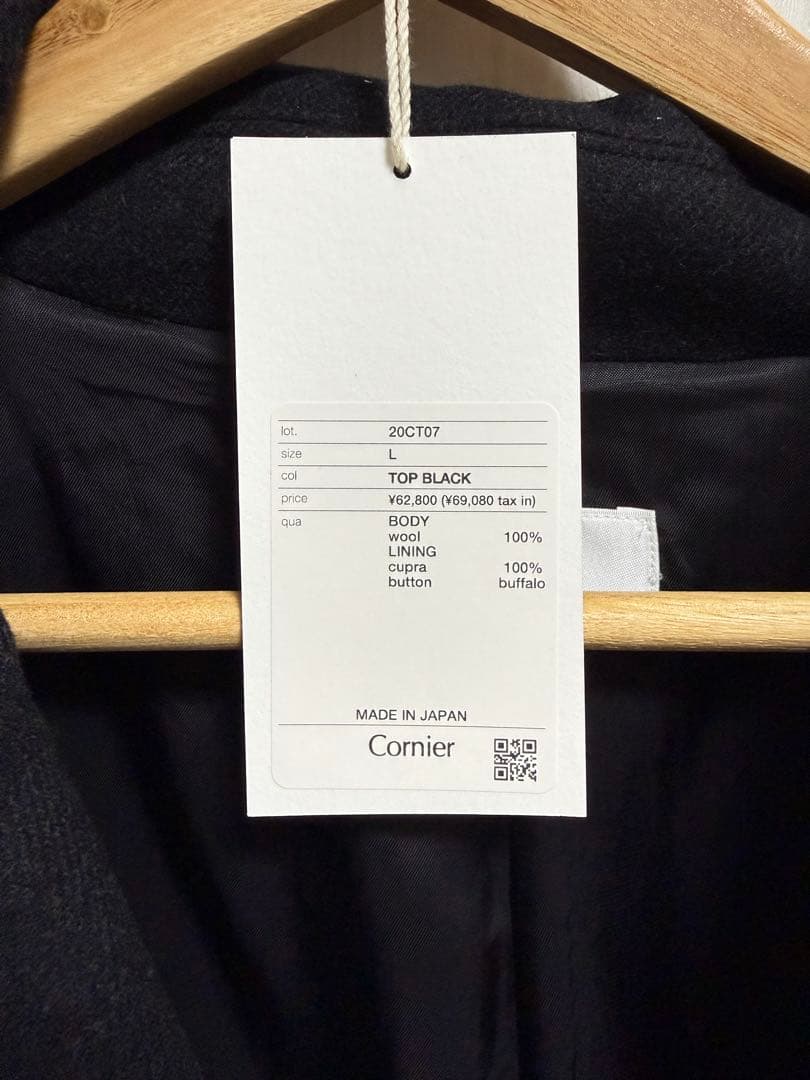 lot. 20CT07
size L
col TOP BLACK
price ¥62,800 (¥69,080 tax in)
qua BODY
wool 100%
LINING
cupra 100%
button buffalo
MADE IN JAPAN
Cornier